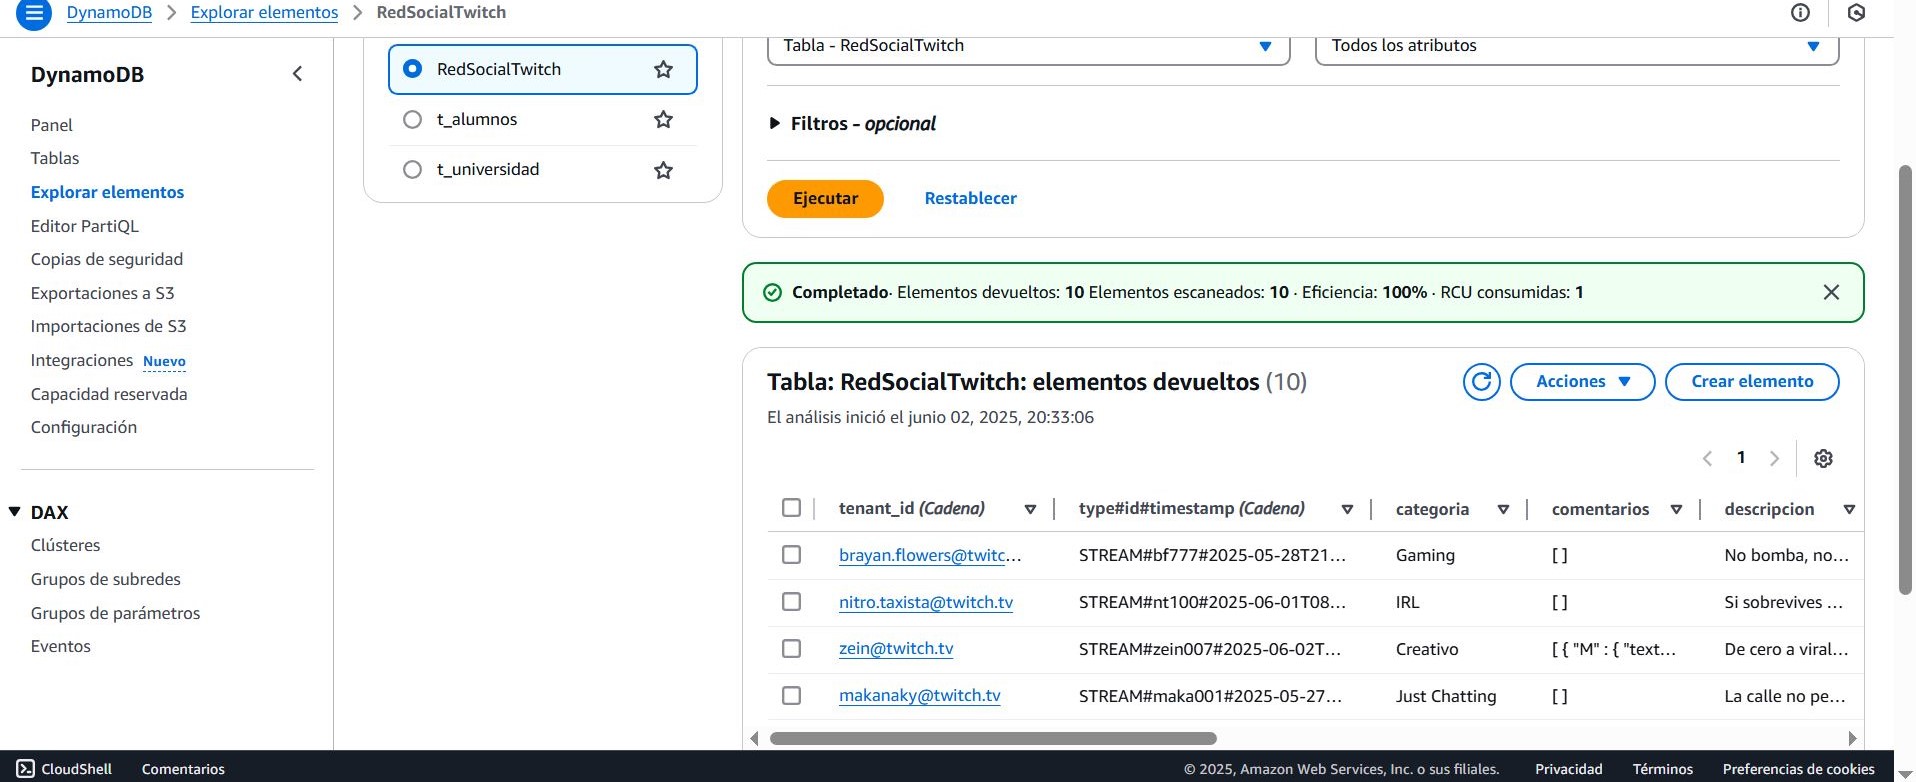 DynamoDB > Explorar elementos > RedSocialTwitch
DynamoDB
Panel
Tablas
Explorar elementos
Editor PartiQL
Copias de seguridad
Exportaciones a S3
Importaciones de S3
Integraciones Nuevo
Capacidad reservada
Configuración
DAX
Clústeres
Grupos de subredes
Grupos de parámetros
Eventos
RedSocialTwitch
t_alumnos
t_universidad
Tabla - RedSocialTwitch
Todos los atributos
Filtros - opcional
Ejecutar Restablecer
Completado· Elementos devueltos: 10 Elementos escaneados: 10 · Eficiencia: 100% · RCU consumidas: 1
Tabla: RedSocialTwitch: elementos devueltos (10)
Acciones
Crear elemento
El análisis inició el junio 02, 2025, 20:33:06
1
tenant_id (Cadena) type#id#timestamp (Cadena) categoria comentarios descripcion
brayan.flowers@twitc... STREAM#bf777#2025-05-28T21... Gaming [ ] No bomba, no...
nitro.taxista@twitch.tv STREAM#nt100#2025-06-01T08... IRL [ ] Si sobrevives ...
zein@twitch.tv STREAM#zein007#2025-06-02T... Creativo [ { "M" : { "text... De cero a viral...
makanaky@twitch.tv STREAM#maka001#2025-05-27... Just Chatting [ ] La calle no pe...
CloudShell Comentarios © 2025, Amazon Web Services, Inc. o sus filiales. Privacidad Términos Preferencias de cookies